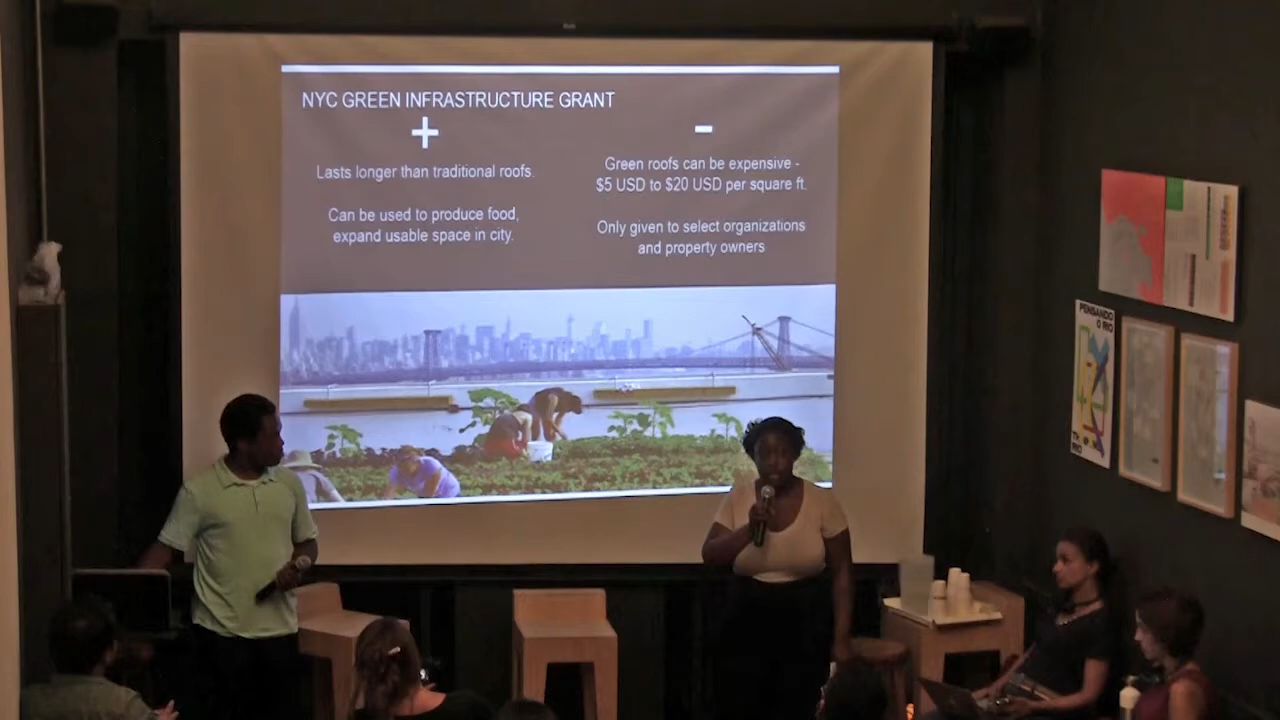 NYC GREEN INFRASTRUCTURE GRANT
+
-
Lasts longer than traditional roofs.
Can be used to produce food,
expand usable space in city.
Green roofs can be expensive -
$5 USD to $20 USD per square ft.
Only given to select organizations
and property owners
PENSANDO
O RIO